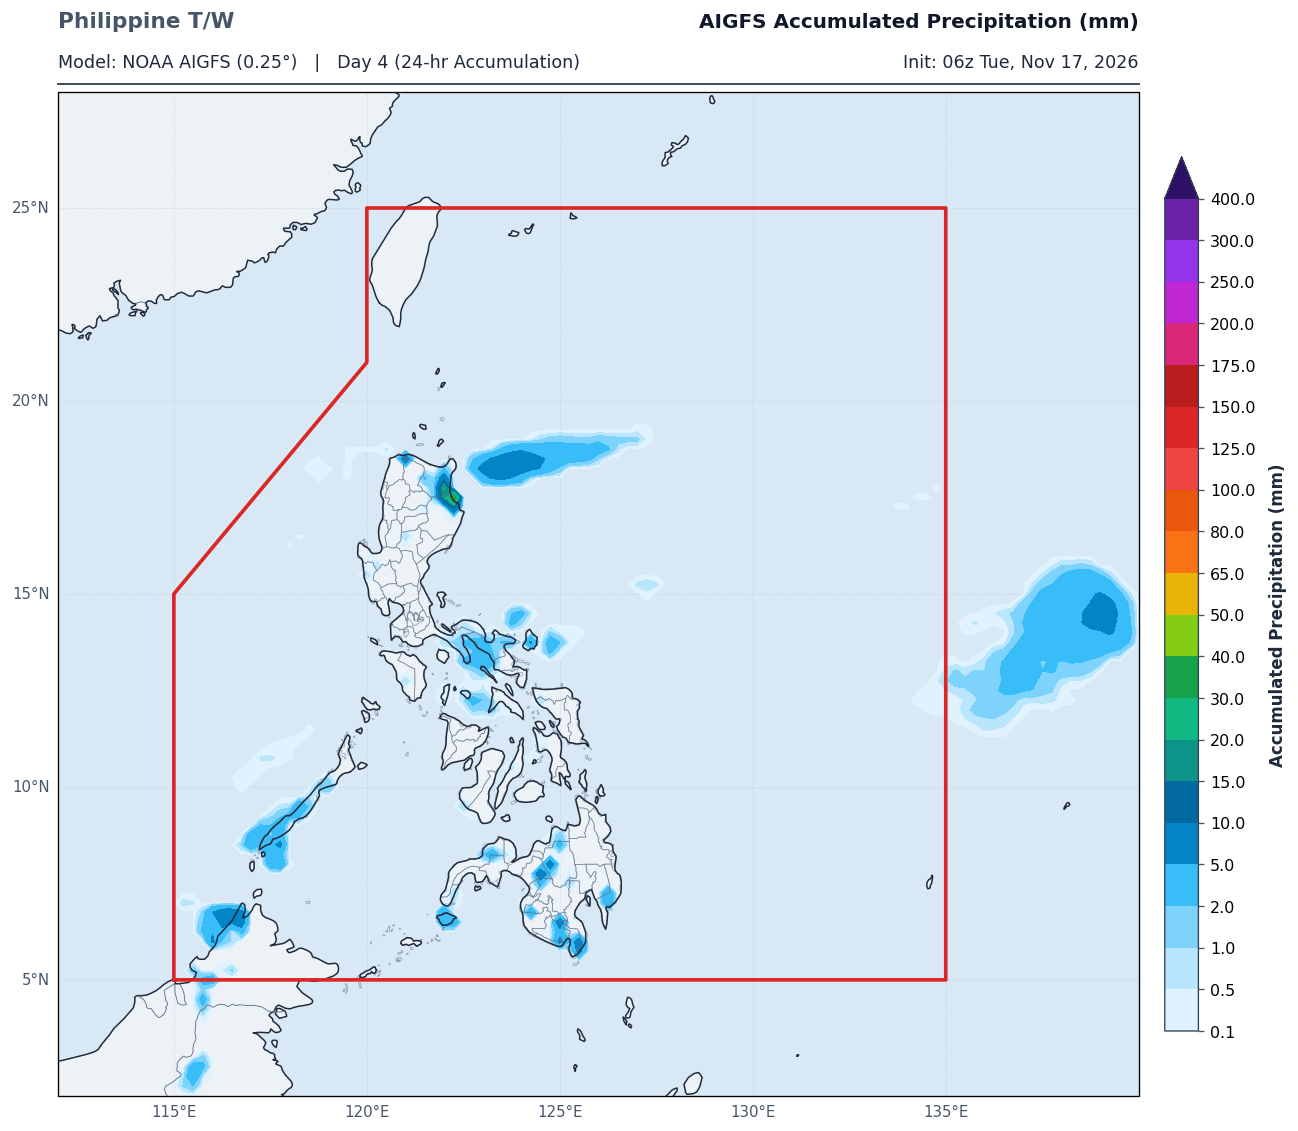 Philippine T/W
AIGFS Accumulated Precipitation (mm)
Model: NOAA AIGFS (0.25°)   |   Day 4 (24-hr Accumulation)
Init: 06z Tue, Nov 17, 2026
25°N
20°N
15°N
10°N
5°N
115°E
120°E
125°E
130°E
135°E
400.0
300.0
250.0
200.0
175.0
150.0
125.0
100.0
80.0
65.0
50.0
40.0
30.0
20.0
15.0
10.0
5.0
2.0
1.0
0.5
0.1
Accumulated Precipitation (mm)